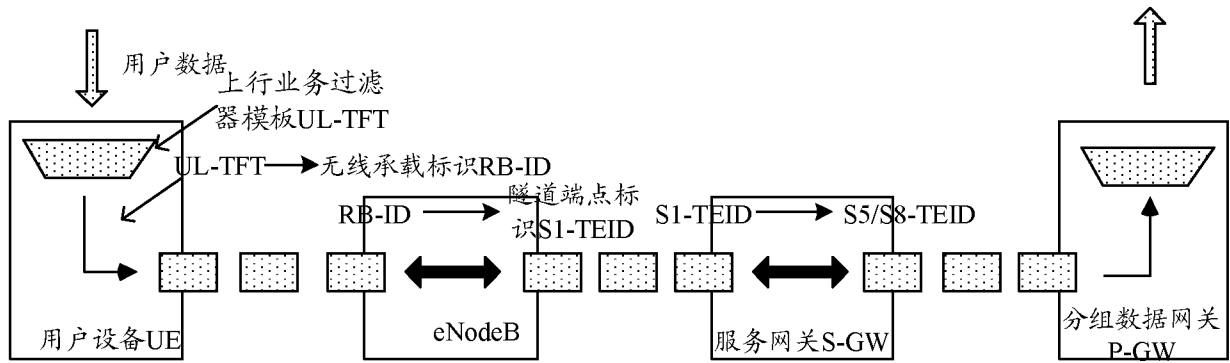 用户数据
上行业务过滤
器模板UL-TFT
UL-TFT
无线承载标识RB-ID
RB-ID
隧道端点标
识S1-TEID
S1-TEID
S5/S8-TEID
用户设备UE
eNodeB
服务网关S-GW
分组数据网关
P-GW